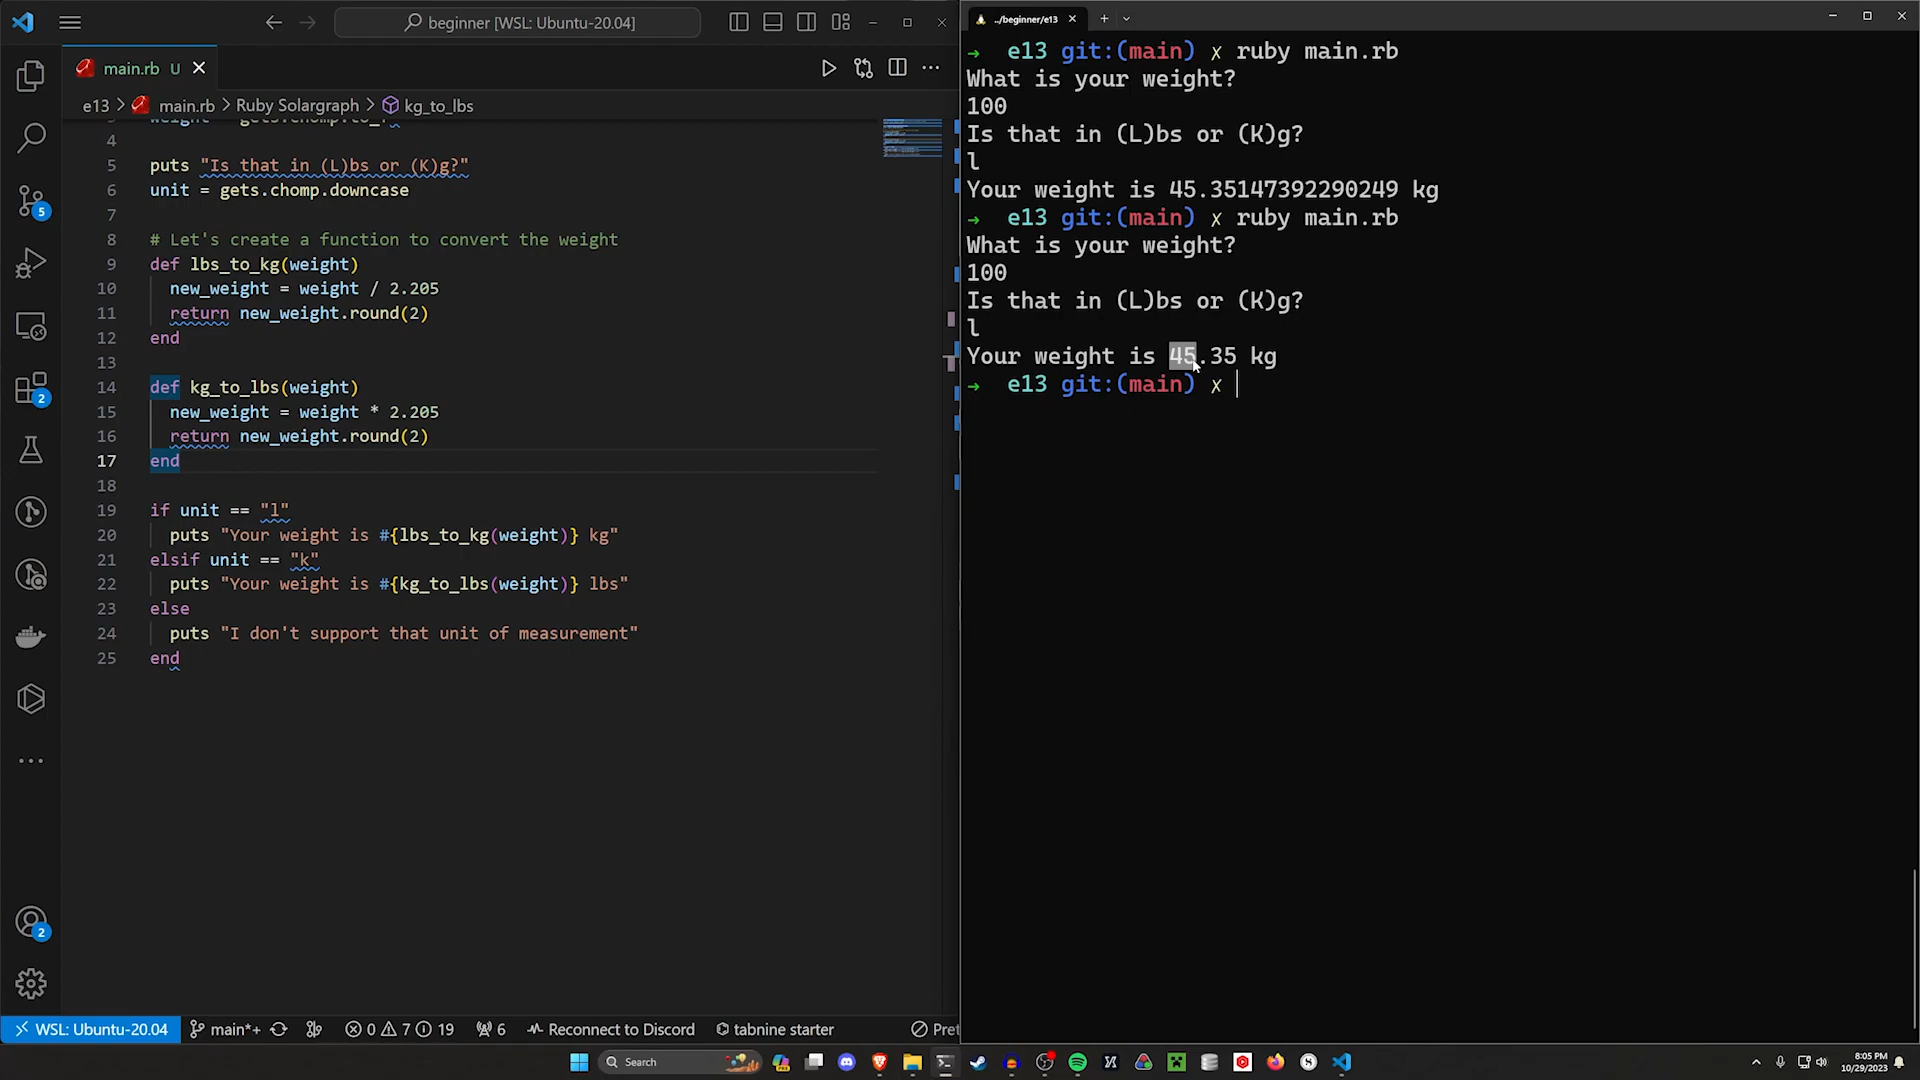 beginner [WSL: Ubuntu-20.04]
main.rb U
e13 > main.rb > Ruby Solargraph > kg_to_lbs
4
5 puts "Is that in (L)bs or (K)g?"
6 unit = gets.chomp.downcase
7
8 # Let's create a function to convert the weight
9 def lbs_to_kg(weight)
10 new_weight = weight / 2.205
11 return new_weight.round(2)
12 end
13
14 def kg_to_lbs(weight)
15 new_weight = weight * 2.205
16 return new_weight.round(2)
17 end
18
19 if unit == "l"
20 puts "Your weight is #{lbs_to_kg(weight)} kg"
21 elsif unit == "k"
22 puts "Your weight is #{kg_to_lbs(weight)} lbs"
23 else
24 puts "I don't support that unit of measurement"
25 end
5
2
2
WSL: Ubuntu-20.04 main*+ 0 7 19 6 Reconnect to Discord tabnine starter Pret
../beginner/e13
→ e13 git:(main) ✗ ruby main.rb
What is your weight?
100
Is that in (L)bs or (K)g?
l
Your weight is 45.35147392290249 kg
→ e13 git:(main) ✗ ruby main.rb
What is your weight?
100
Is that in (L)bs or (K)g?
l
Your weight is 45.35 kg
→ e13 git:(main) ✗
Search
8:05 PM
10/29/2023